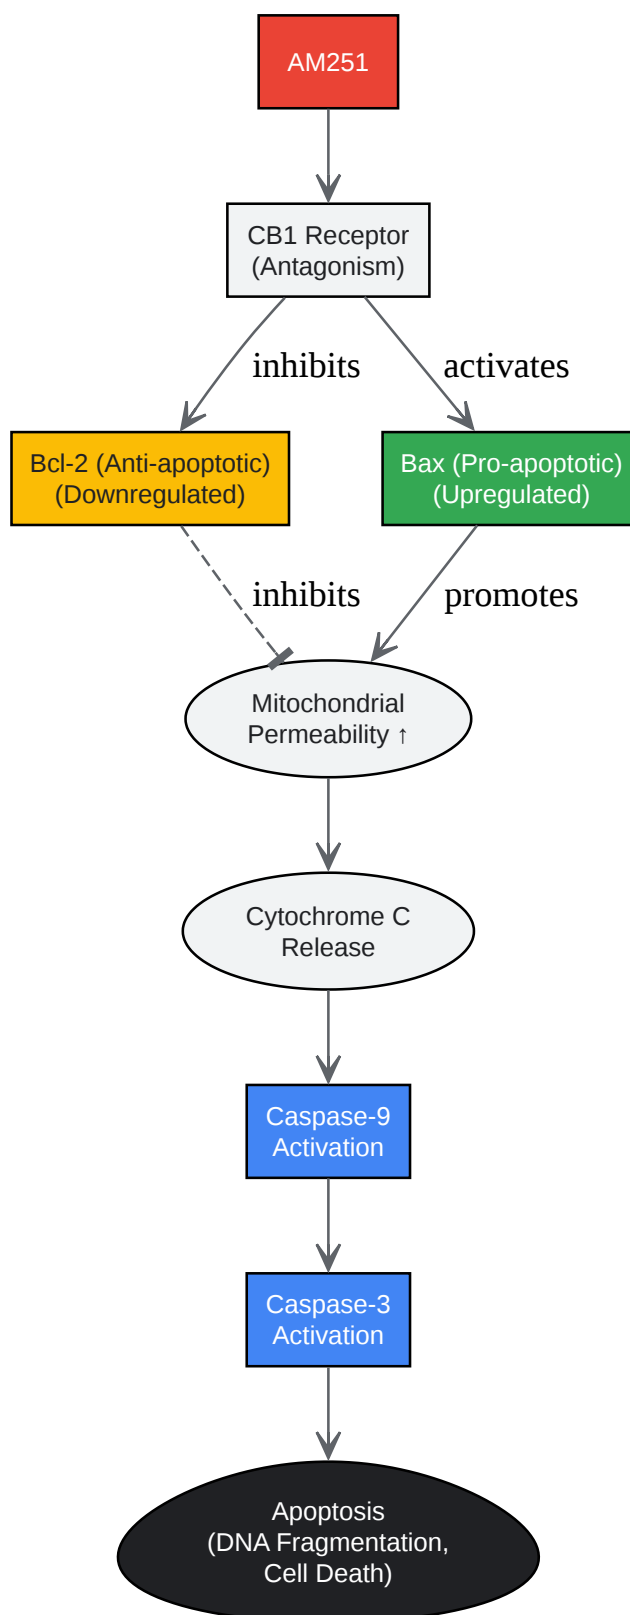 AM251
CB1 Receptor
(Antagonism)
inhibits
activates
Bcl-2 (Anti-apoptotic)
(Downregulated)
Bax (Pro-apoptotic)
(Upregulated)
inhibits
promotes
Mitochondrial
Permeability ↑
Cytochrome C
Release
Caspase-9
Activation
Caspase-3
Activation
Apoptosis
(DNA Fragmentation,
Cell Death)